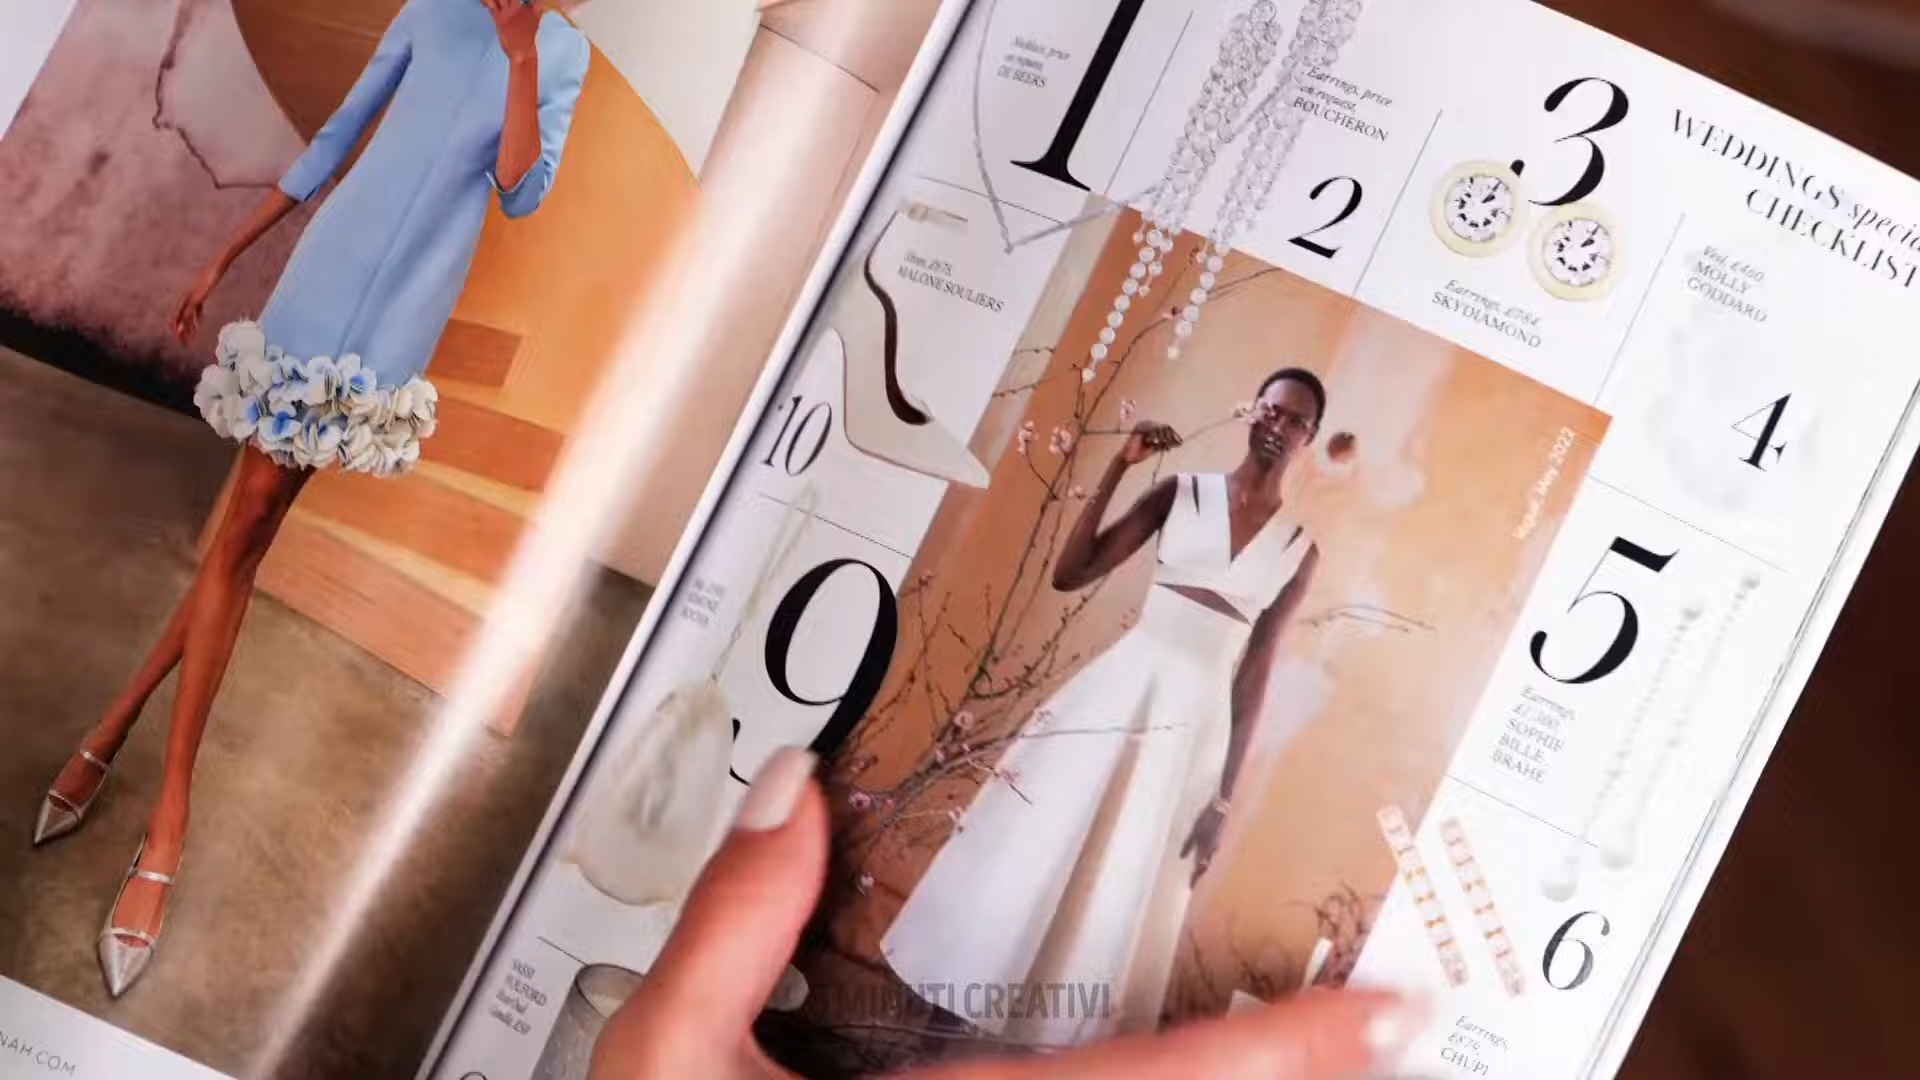 1
Necklace, price
on request,
DE BEERS
Earrings, price
on request,
BOUCHERON
2
3
Earrings, £764,
SKYDIAMOND
WEDDINGS special
CHECKLIST
Veil, £460,
MOLLY
GODDARD
4
5
Earrings,
£1,300,
SOPHIE
BILLE
BRAHE
6
Earrings,
CHUPI
MALONE SOULIERS
10
9
Vogue, May 2022
MINUTI CREATIVI
NAH.COM